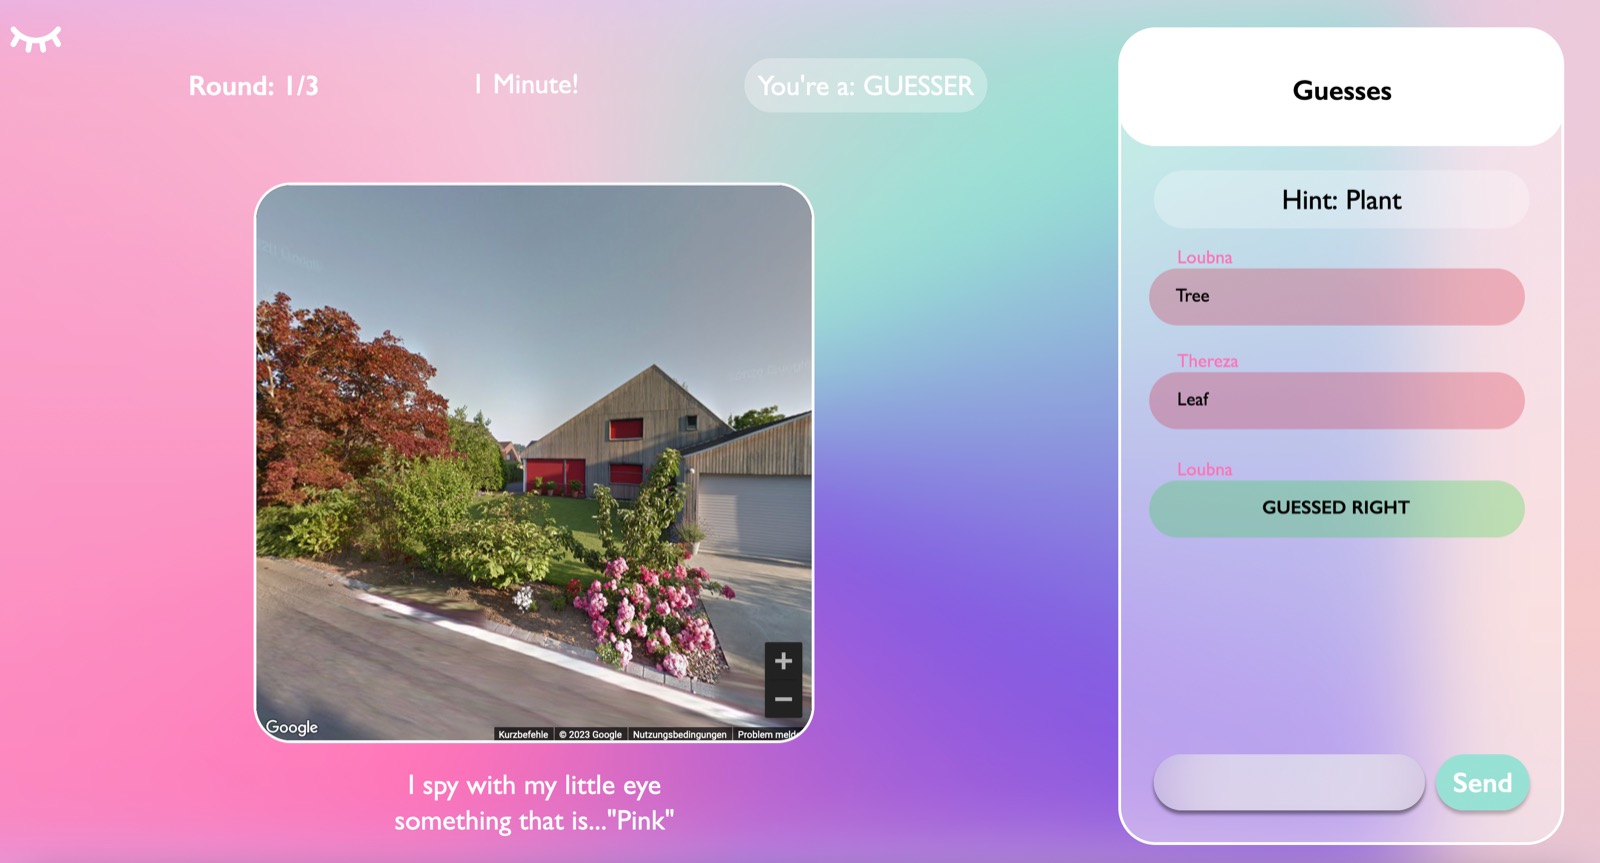 Round: 1/3
1 Minute!
You're a: GUESSER
Google
Kurzbefehle
© 2023 Google
Nutzungsbedingungen
Problem meld
I spy with my little eye
something that is..."Pink"
Guesses
Hint: Plant
Loubna
Tree
Thereza
Leaf
Loubna
GUESSED RIGHT
Send